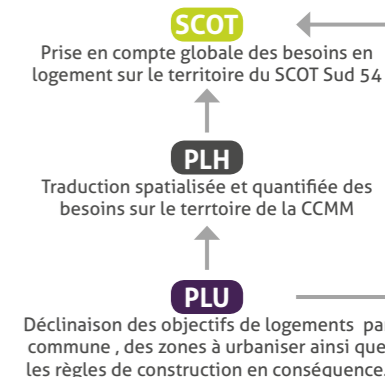 SCOT
Prise en compte globale des besoins en
logement sur le territoire du SCOT Sud 54
PLH
Traduction spatialisée et quantifiée des
besoins sur le terrtoire de la CCMM
PLU
Déclinaison des objectifs de logements par
commune , des zones à urbaniser ainsi que
les règles de construction en conséquence.